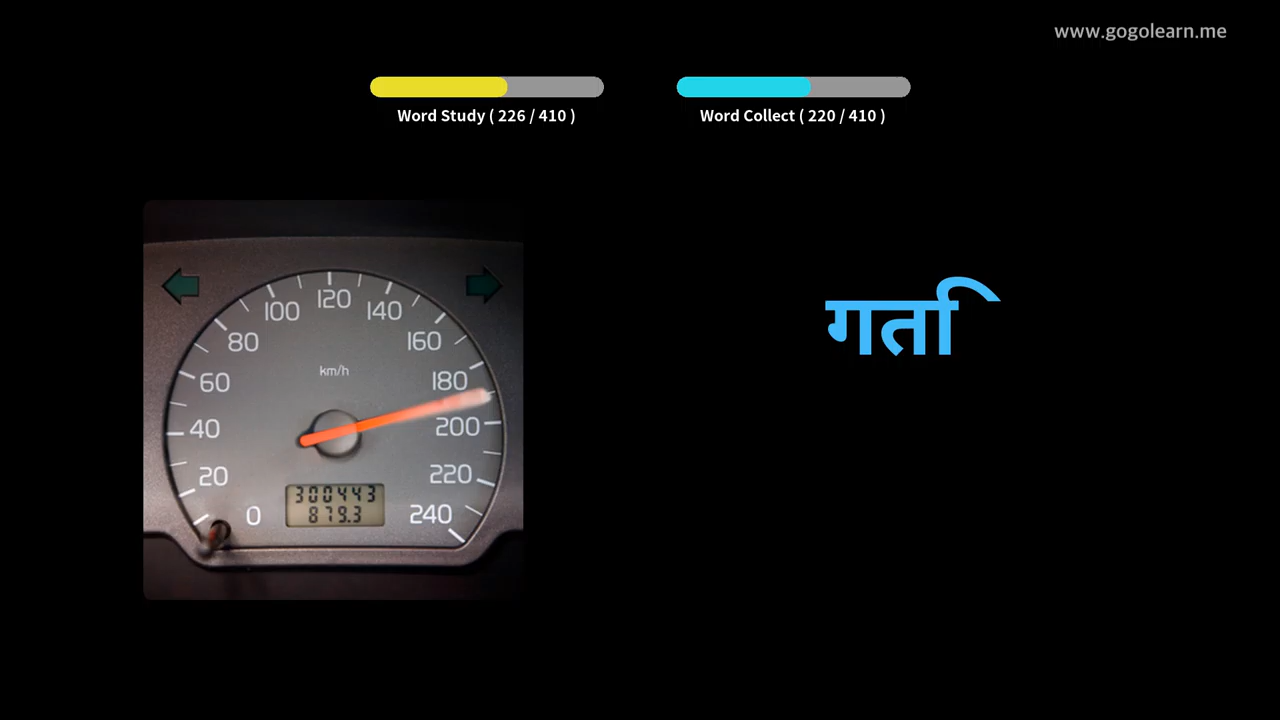 www.gogolearn.me
Word Study ( 226 / 410 ) Word Collect ( 220 / 410 )
गति
0 20 40 60 80 100 120 140 160 180 200 220 240
km/h
300443
879.3